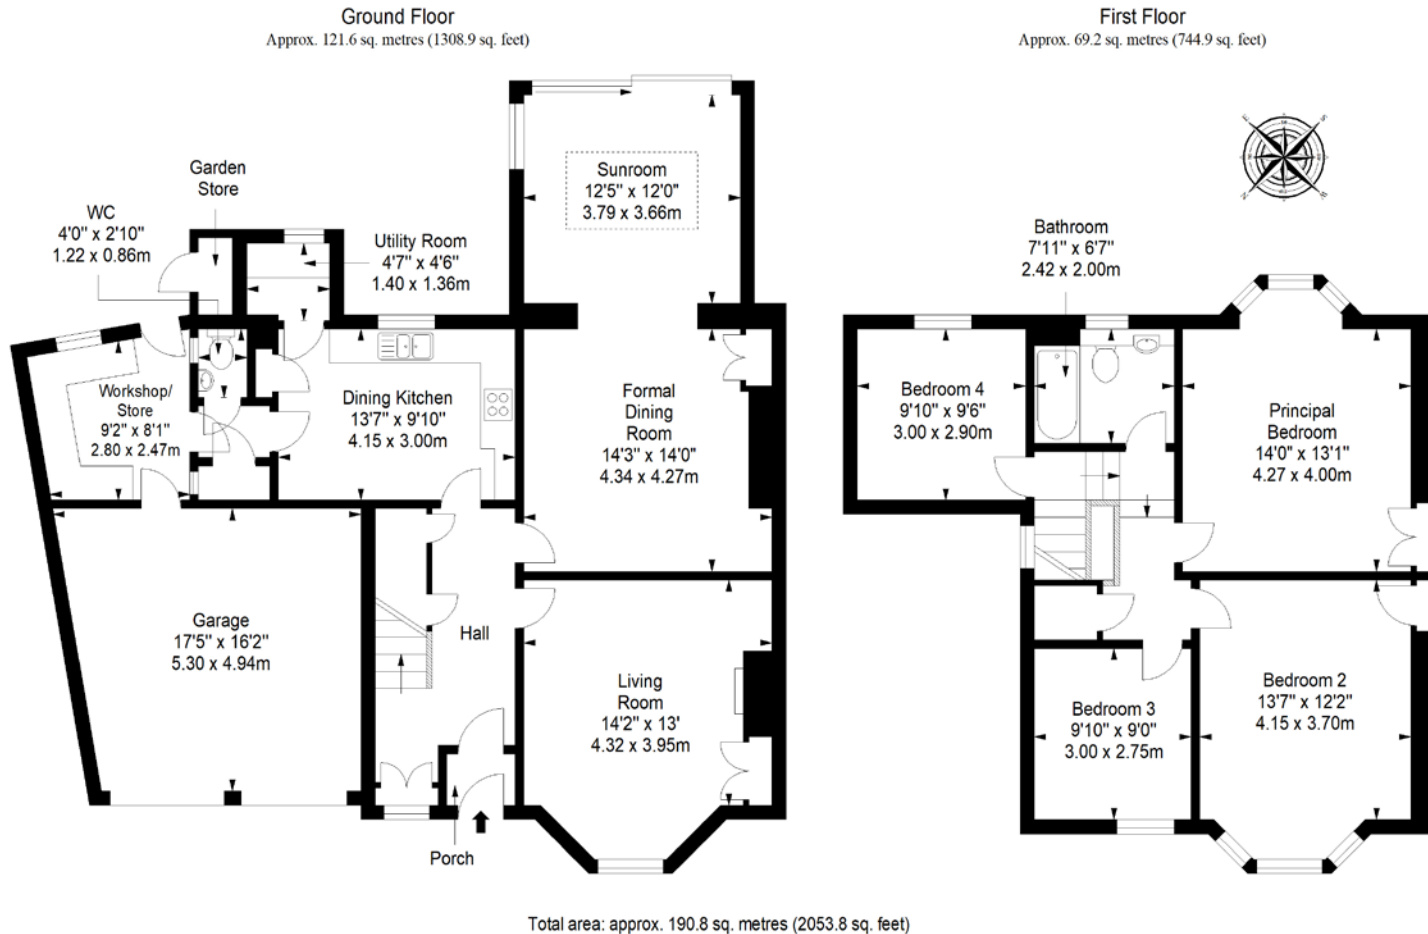 Ground Floor
Approx. 121.6 sq. metres (1308.9 sq. feet)
First Floor
Approx. 69.2 sq. metres (744.9 sq. feet)
Garden
Store
WC
4'0" x 2'10"
1.22 x 0.86m
Utility Room
4'7" x 4'6"
1.40 x 1.36m
Sunroom
12'5" x 12'0"
3.79 x 3.66m
Workshop/
Store
9'2" x 8'1"
2.80 x 2.47m
Dining Kitchen
13'7" x 9'10"
4.15 x 3.00m
Formal
Dining
Room
14'3" x 14'0"
4.34 x 4.27m
Garage
17'5" x 16'2"
5.30 x 4.94m
Hall
Living
Room
14'2" x 13'
4.32 x 3.95m
Porch
E
S
N
Bathroom
7'11" x 6'7"
2.42 x 2.00m
Bedroom 4
9'10" x 9'6"
3.00 x 2.90m
Principal
Bedroom
14'0" x 13'1"
4.27 x 4.00m
Bedroom 3
9'10" x 9'0"
3.00 x 2.75m
Bedroom 2
13'7" x 12'2"
4.15 x 3.70m
Total area: approx. 190.8 sq. metres (2053.8 sq. feet)